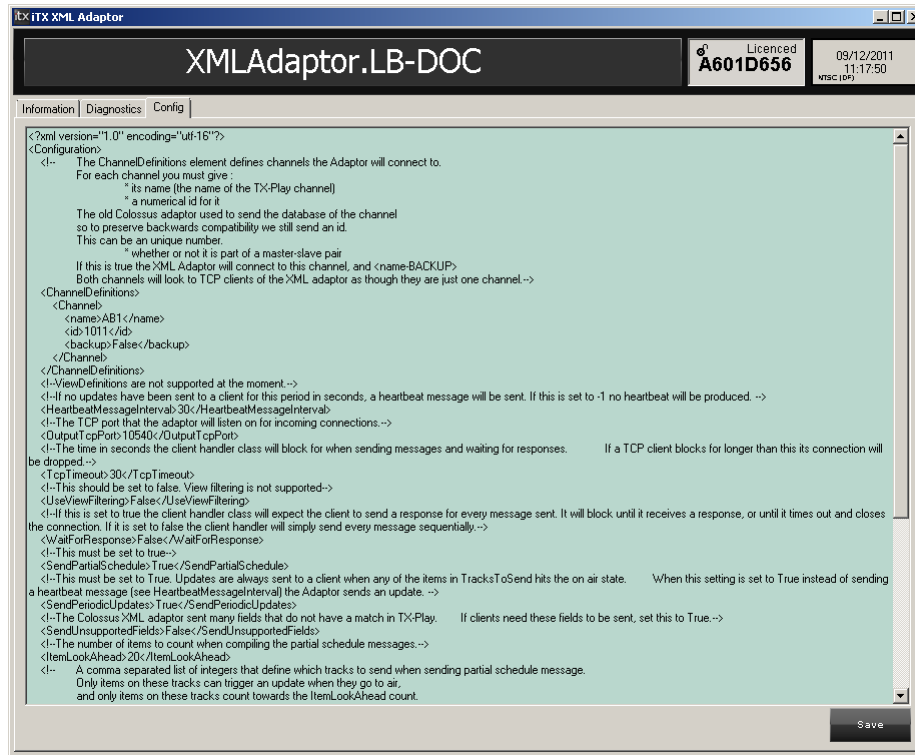 iTX iTX XML Adaptor
XMLAdaptor.LB-DOC
Licenced
A601D656
09/12/2011
11:17:50
NTSC (DF)
Information Diagnostics Config
<?xml version="1.0" encoding="utf-16"?>
<Configuration>
<!-- The ChannelDefinitions element defines channels the Adaptor will connect to.
For each channel you must give :
* its name (the name of the TX-Play channel)
* a numerical id for it
The old Colossus adaptor used to send the database of the channel
so to preserve backwards compatibility we still send an id.
This can be an unique number.
* whether or not it is part of a master-slave pair
If this is true the XML Adaptor will connect to this channel, and <name-BACKUP>
Both channels will look to TCP clients of the XML adaptor as though they are just one channel.-->
<ChannelDefinitions>
<Channel>
<name>AB1</name>
<id>1011</id>
<backup>False</backup>
</Channel>
</ChannelDefinitions>
<!--ViewDefinitions are not supported at the moment.-->
<!--If no updates have been sent to a client for this period in seconds, a heartbeat message will be sent. If this is set to -1 no heartbeat will be produced. -->
<HeartbeatMessageInterval>30</HeartbeatMessageInterval>
<!--The TCP port that the adaptor will listen on for incoming connections.-->
<OutputTcpPort>10540</OutputTcpPort>
<!--The time in seconds the client handler class will block for when sending messages and waiting for responses. If a TCP client blocks for longer than this its connection will
be dropped.-->
<TcpTimeout>30</TcpTimeout>
<!--This should be set to false. View filtering is not supported-->
<UseViewFiltering>False</UseViewFiltering>
<!--If this is set to true the client handler class will expect the client to send a response for every message sent. It will block until it receives a response, or until it times out and closes
the connection. If it is set to false the client handler will simply send every message sequentially.-->
<WaitForResponse>False</WaitForResponse>
<!--This must be set to true-->
<SendPartialSchedule>True</SendPartialSchedule>
<!--This must be set to True. Updates are always sent to a client when any of the items in TracksToSend hits the on air state. When this setting is set to True instead of sending
a heartbeat message (see HeartbeatMessageInterval) the Adaptor sends an update. -->
<SendPeriodicUpdates>True</SendPeriodicUpdates>
<!--The Colossus XML adaptor sent many fields that do not have a match in TX-Play. If clients need these fields to be sent, set this to True.-->
<SendUnsupportedFields>False</SendUnsupportedFields>
<!--The number of items to count when compiling the partial schedule messages.-->
<ItemLookAhead>20</ItemLookAhead>
<!-- A comma separated list of integers that define which tracks to send when sending partial schedule message.
Only items on these tracks can trigger an update when they go to air,
and only items on these tracks count towards the ItemLookAhead count.
Save